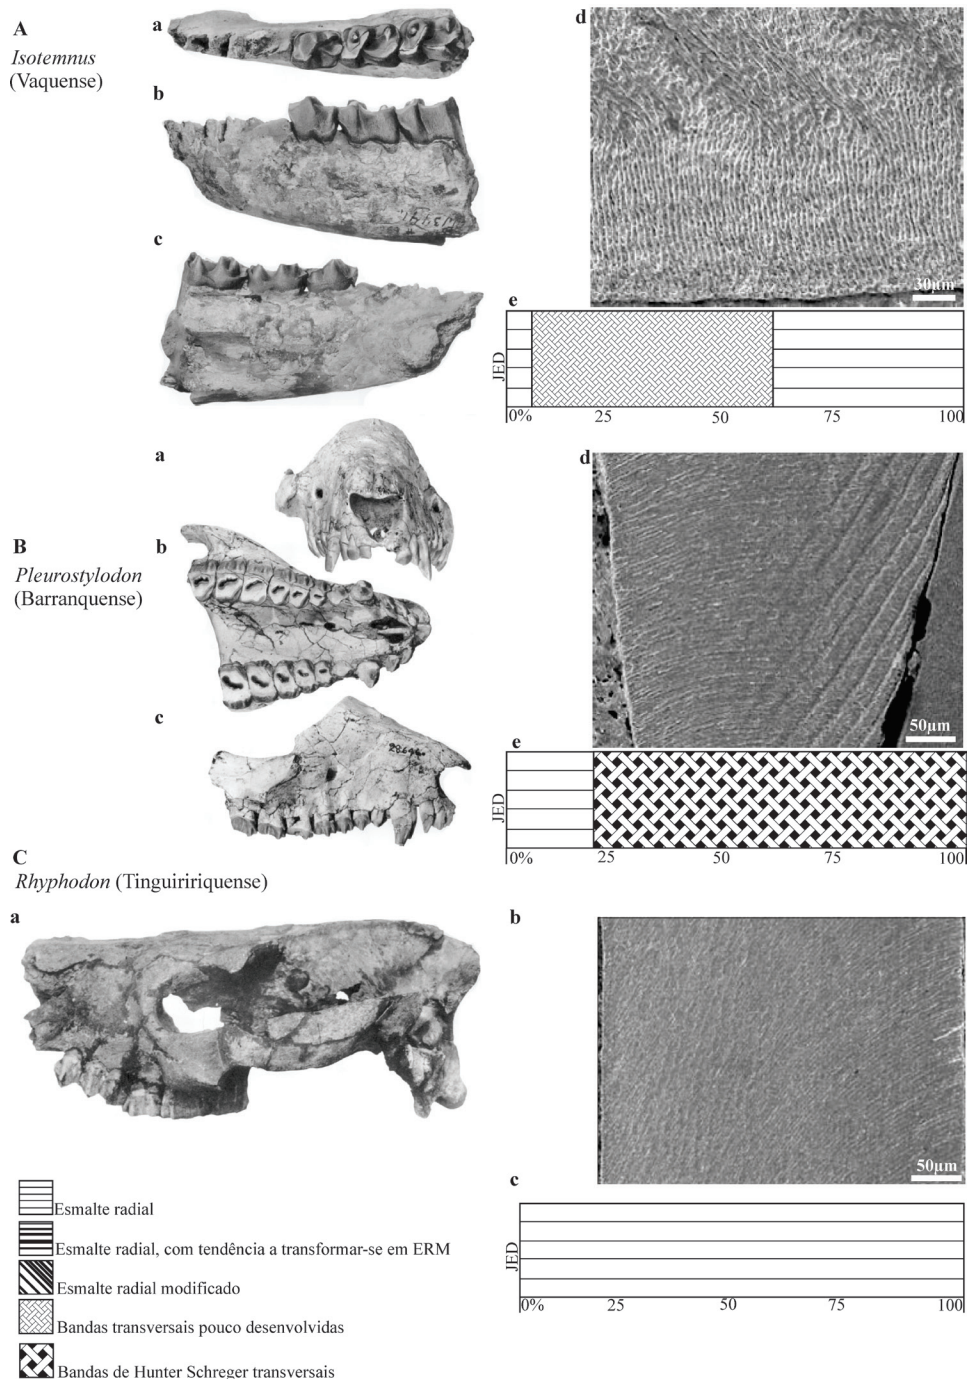 A
Isotemnus
(Vaquense)
a
b
c
d
30µm
e
JED
0% 25 50 75 100
B
Pleurostylodon
(Barranquense)
a
b
c
d
50µm
e
JED
0% 25 50 75 100
C
Rhyphodon (Tinguiririquense)
a
b
50µm
c
JED
0% 25 50 75 100
Esmalte radial
Esmalte radial, com tendência a transformar-se em ERM
Esmalte radial modificado
Bandas transversais pouco desenvolvidas
Bandas de Hunter Schreger transversais